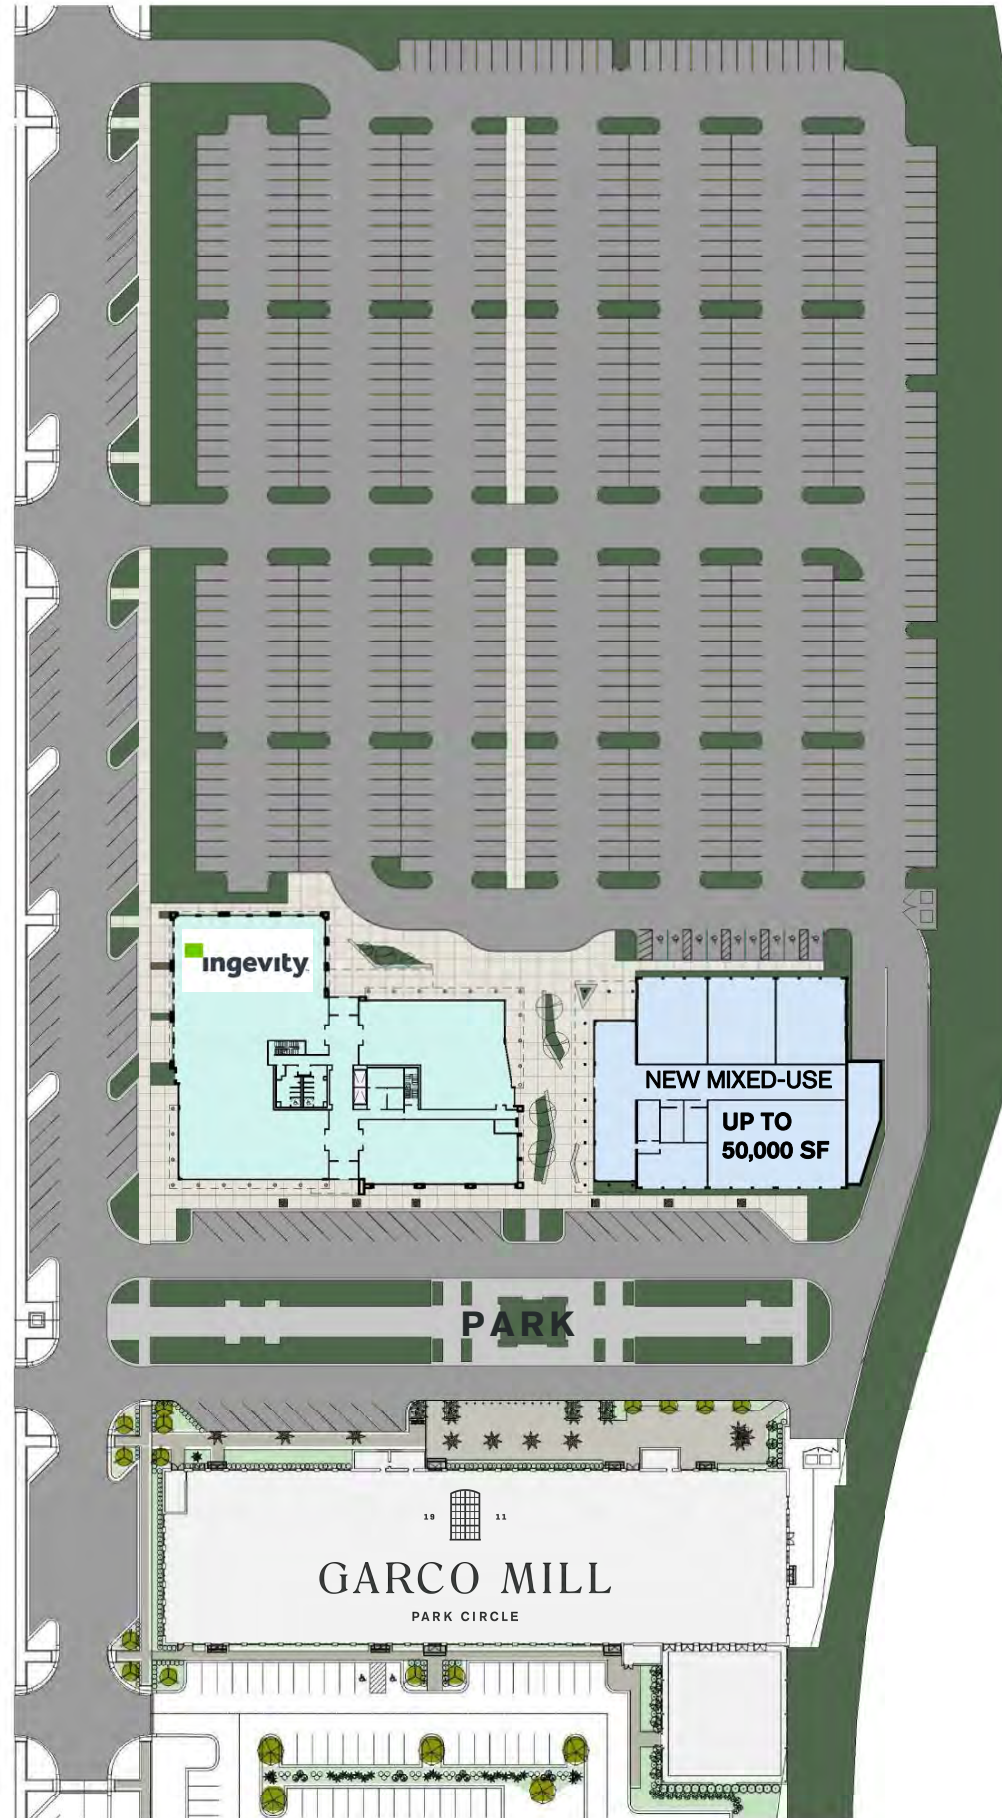 ingevity
NEW MIXED-USE
UP TO
50,000 SF
PARK
19 11
GARCO MILL
PARK CIRCLE